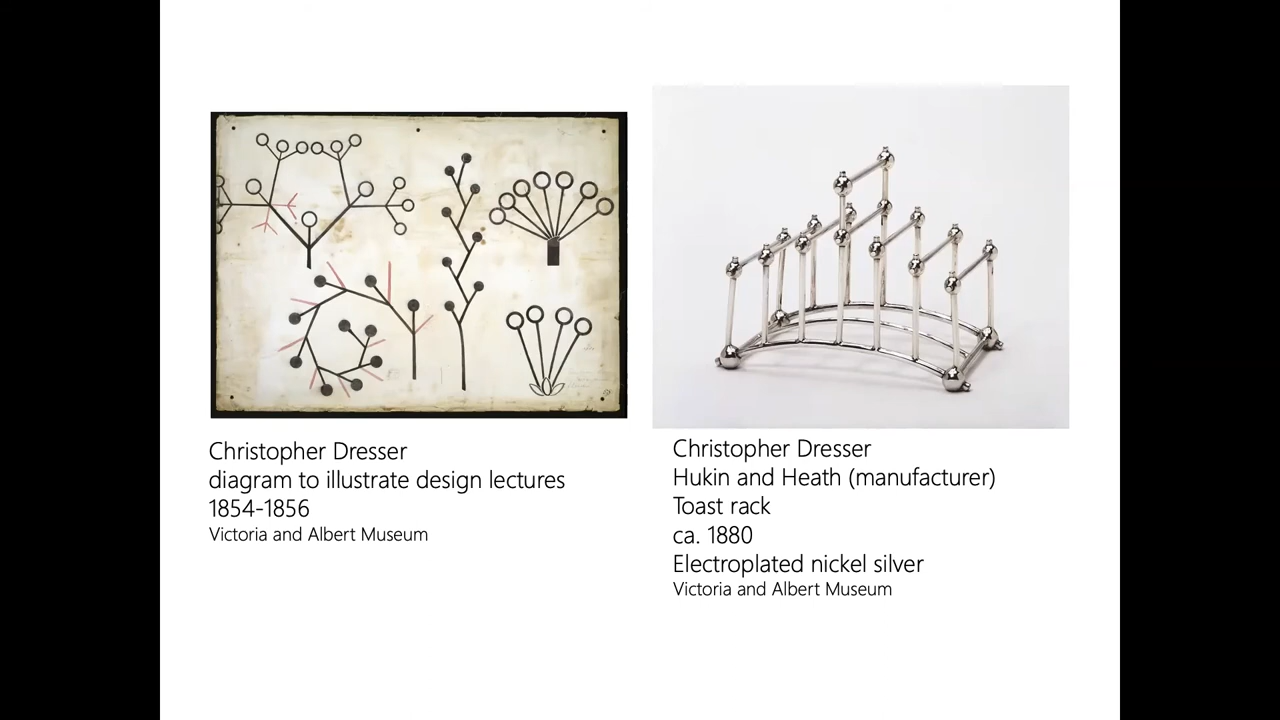 Christopher Dresser
diagram to illustrate design lectures
1854-1856
Victoria and Albert Museum
Christopher Dresser
Hukin and Heath (manufacturer)
Toast rack
ca. 1880
Electroplated nickel silver
Victoria and Albert Museum